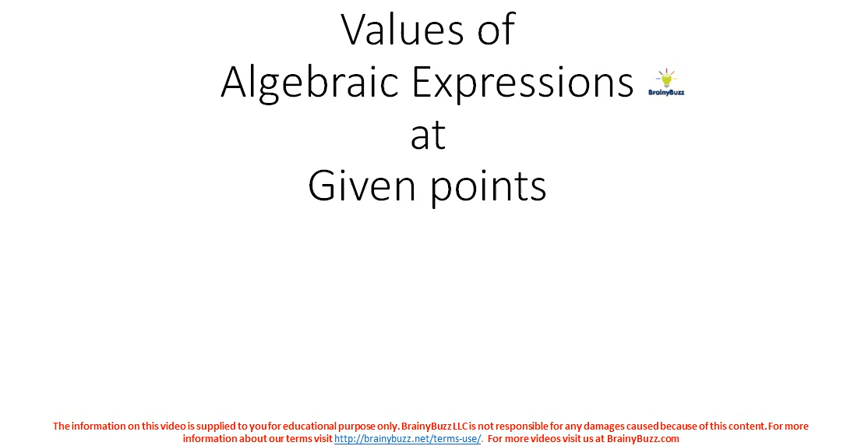 Values of
Algebraic Expressions
BrainyBuzz
at
Given points
The information on this video is supplied to you for educational purpose only. BrainyBuzz LLC is not responsible for any damages caused because of this content. For more
information about our terms visit http://brainybuzz.net/terms-use/. For more videos visit us at BrainyBuzz.com